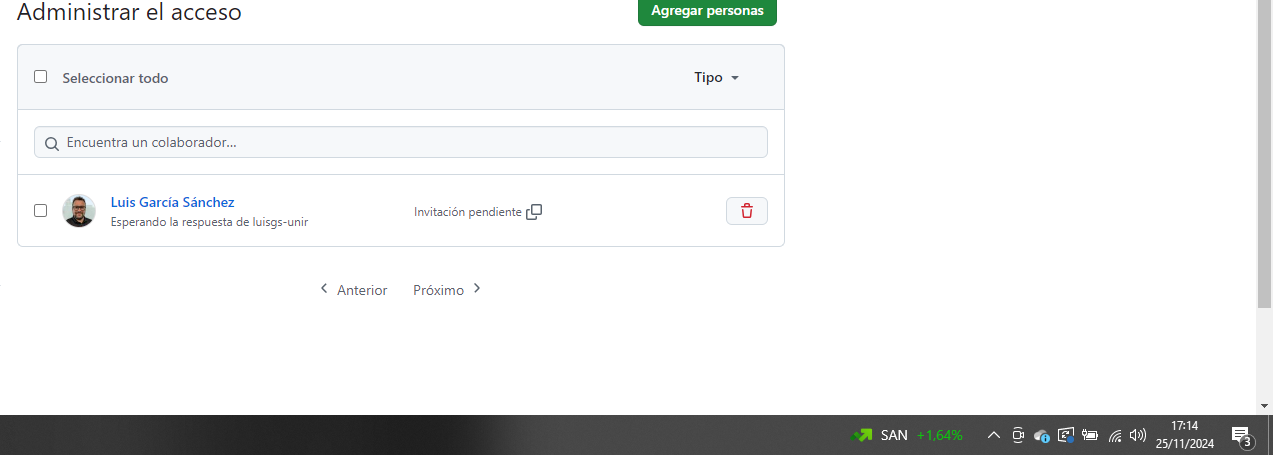 Administrar el acceso
Agregar personas
Seleccionar todo
Tipo
Encuentra un colaborador...
Luis García Sánchez
Esperando la respuesta de luisgs-unir
Invitación pendiente
Anterior
Próximo
SAN +1,64%
17:14
25/11/2024
3